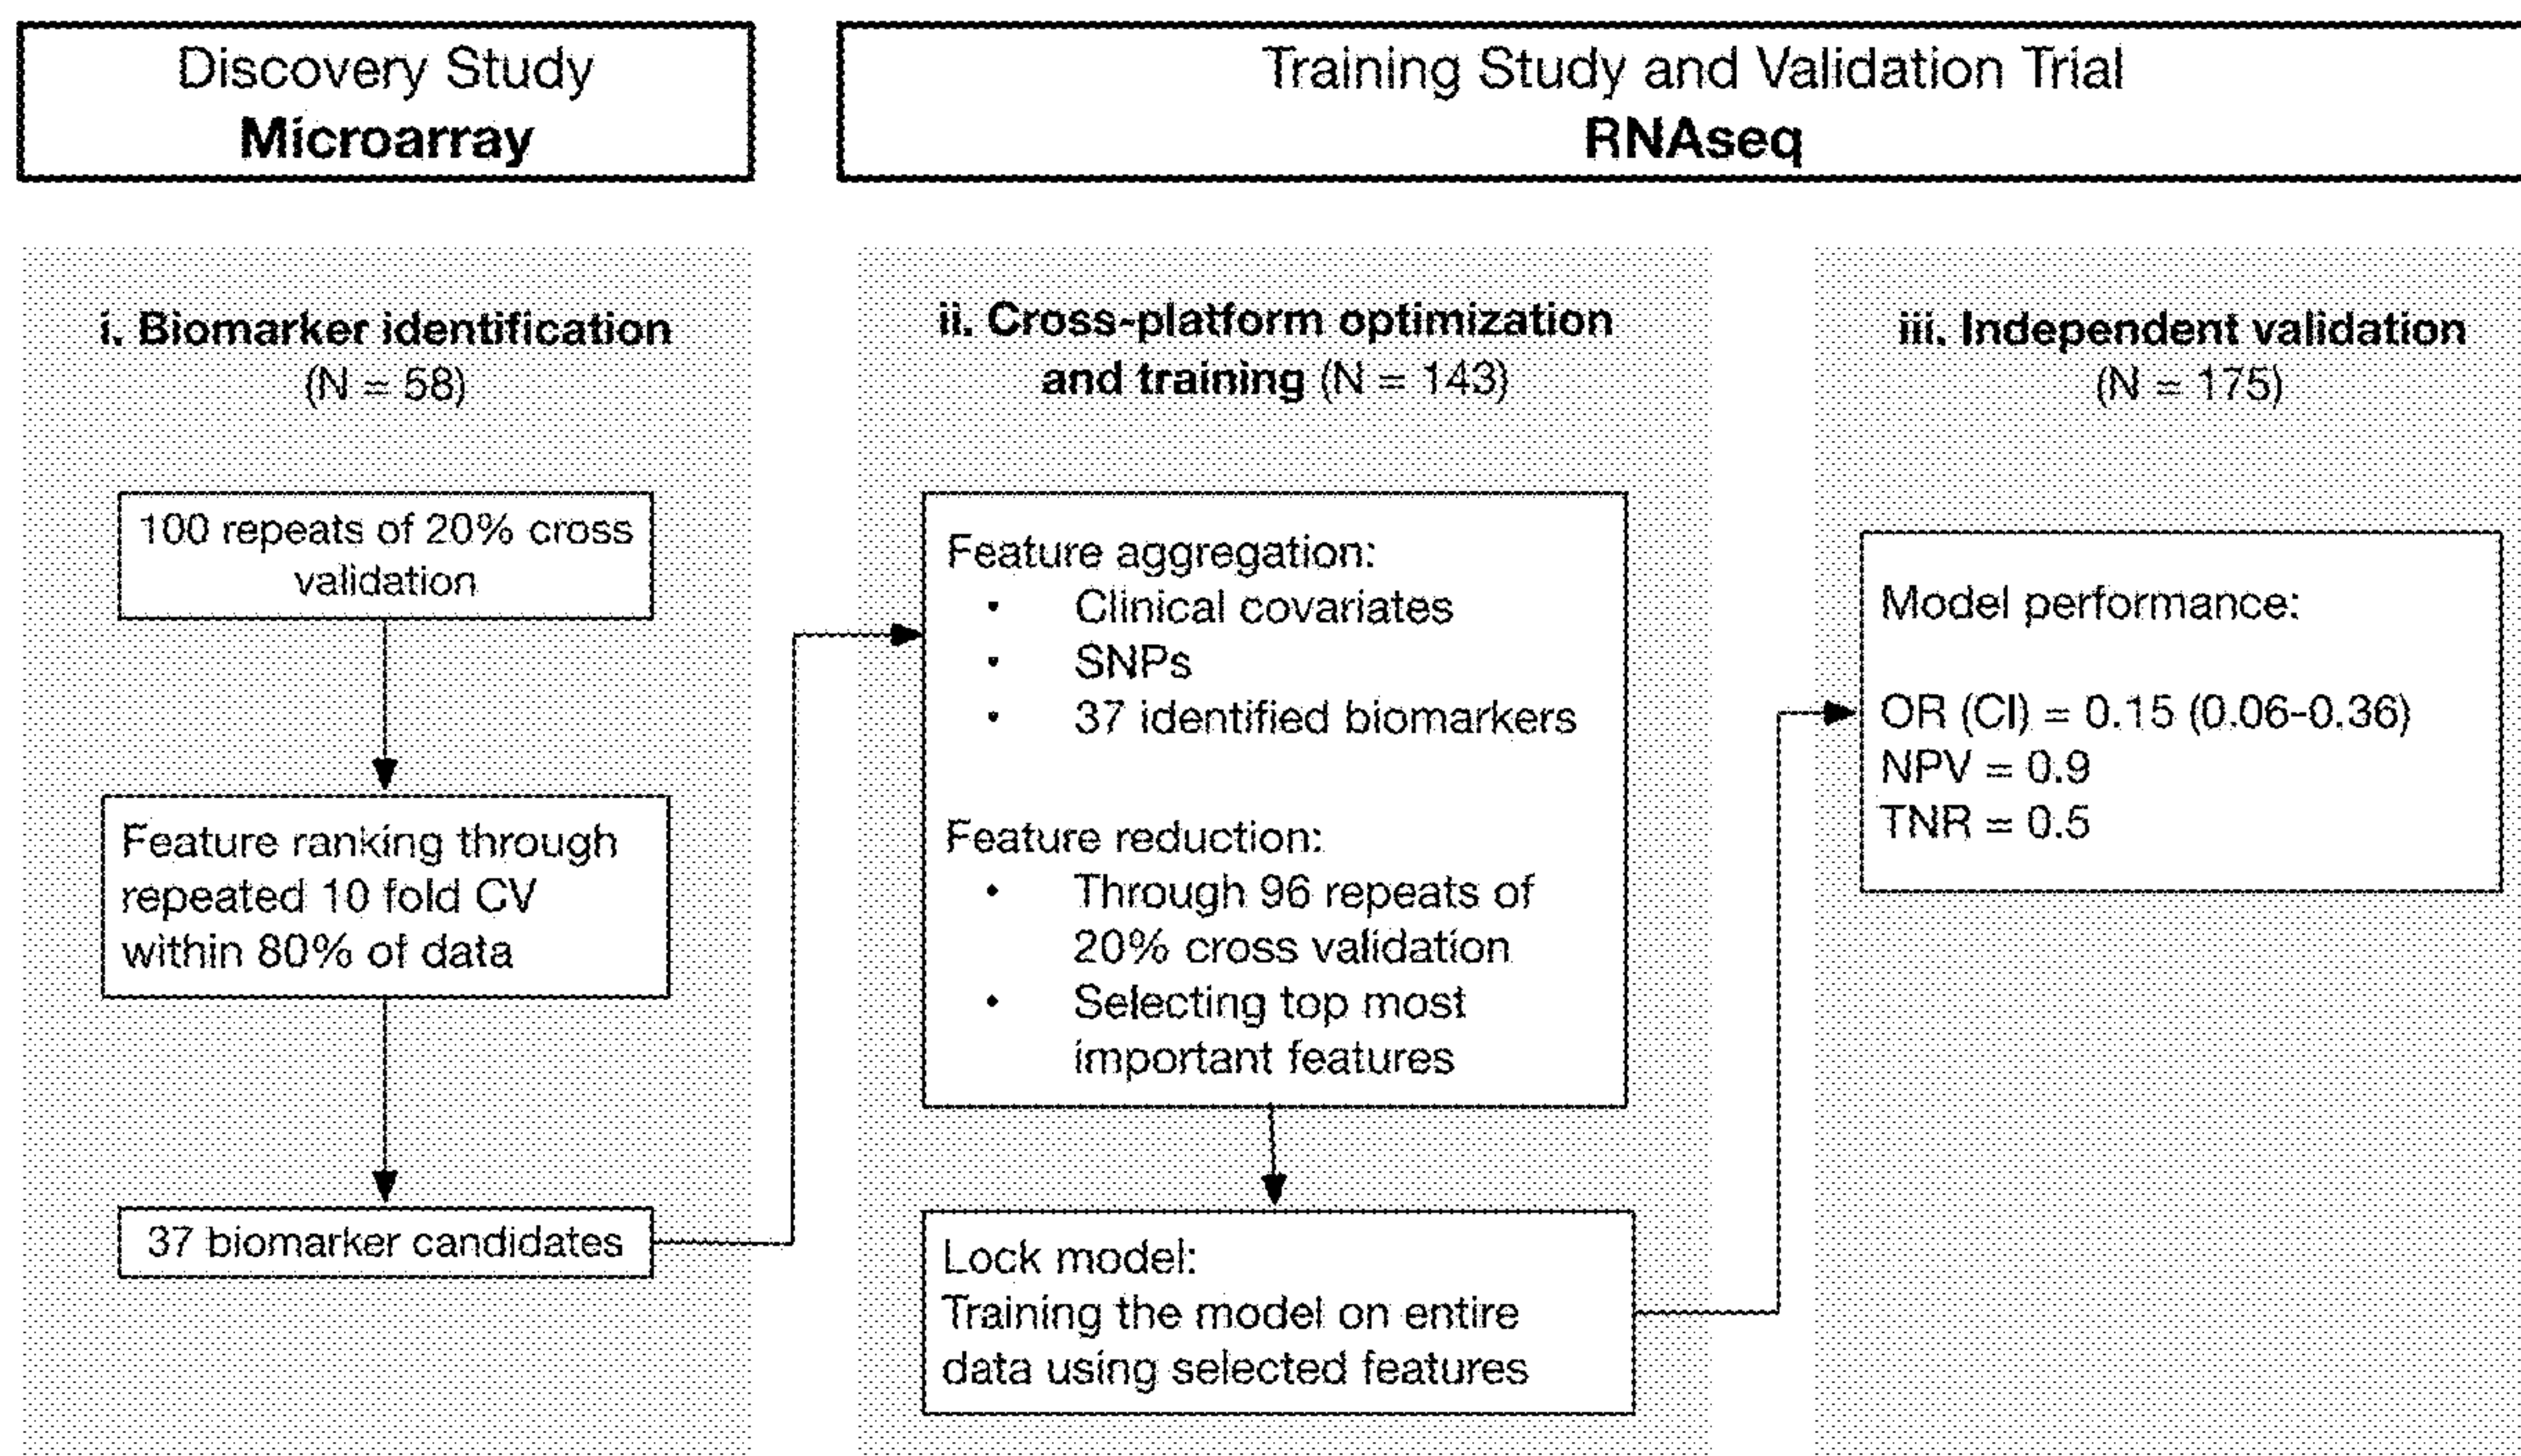 Discovery Study
Microarray
Training Study and Validation Trial
RNAseq
i. Biomarker identification
(N = 58)
100 repeats of 20% cross
validation
Feature ranking through
repeated 10 fold CV
within 80% of data
37 biomarker candidates
ii. Cross-platform optimization
and training (N = 143)
Feature aggregation:
• Clinical covariates
• SNPs
• 37 identified biomarkers
Feature reduction:
• Through 96 repeats of
20% cross validation
• Selecting top most
important features
Lock model:
Training the model on entire
data using selected features
iii. Independent validation
(N = 175)
Model performance:
OR (CI) = 0.15 (0.06-0.36)
NPV = 0.9
TNR = 0.5